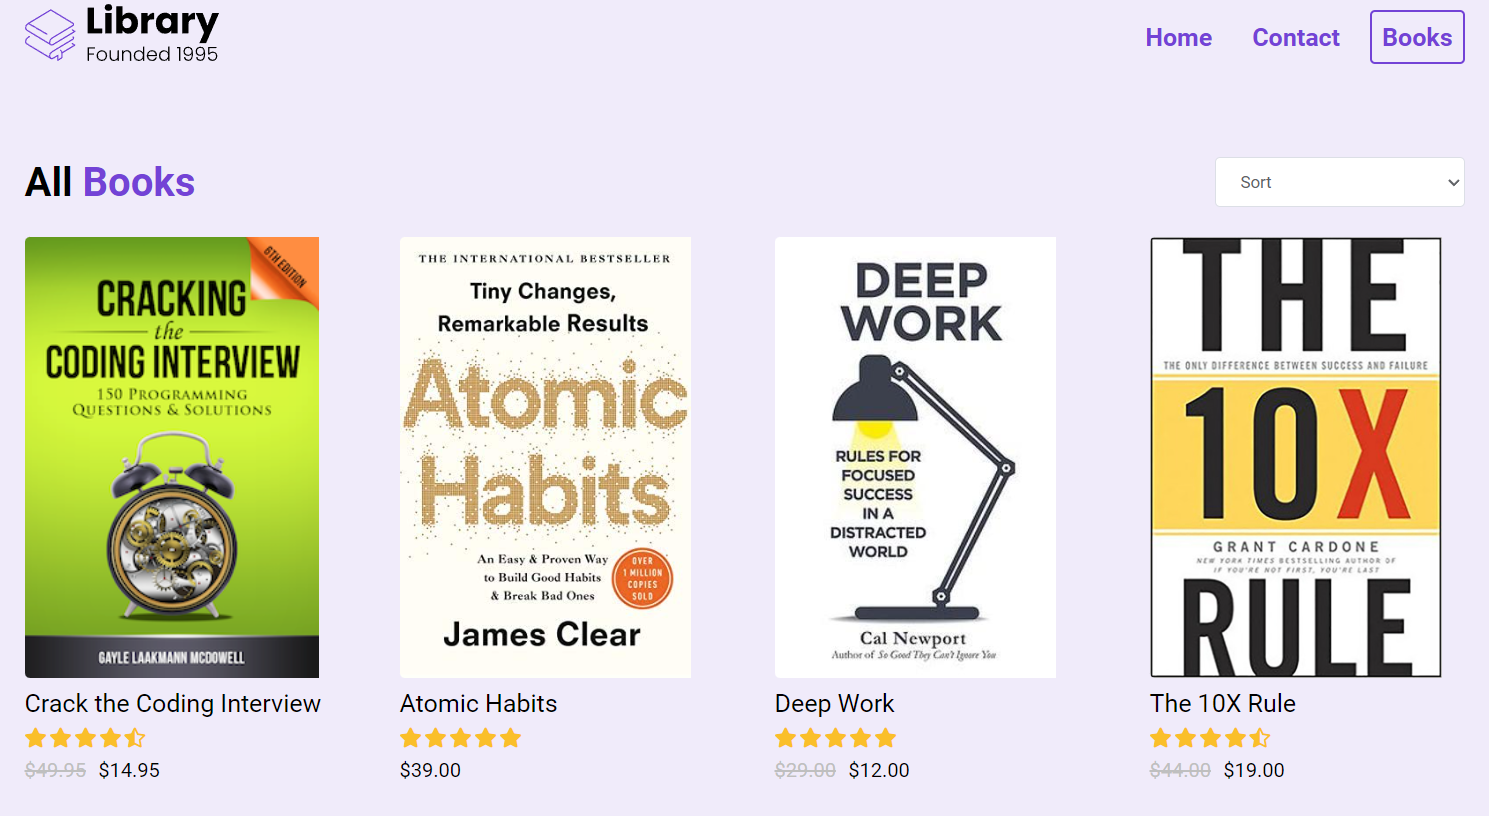 Library
Founded 1995
Home Contact Books
All Books
Sort
6TH EDITION
CRACKING
the
CODING INTERVIEW
150 PROGRAMMING
QUESTIONS & SOLUTIONS
GAYLE LAAKMANN MCDOWELL
Crack the Coding Interview
$49.95 $14.95
THE INTERNATIONAL BESTSELLER
Tiny Changes,
Remarkable Results
Atomic
Habits
An Easy & Proven Way
to Build Good Habits
& Break Bad Ones
OVER
1 MILLION
COPIES
SOLD
James Clear
Atomic Habits
$39.00
DEEP
WORK
RULES FOR
FOCUSED
SUCCESS
IN A
DISTRACTED
WORLD
Cal Newport
Author of So Good They Can't Ignore You
Deep Work
$29.00 $12.00
THE
THE ONLY DIFFERENCE BETWEEN SUCCESS AND FAILURE
10X
GRANT CARDONE
NEW YORK TIMES BESTSELLING AUTHOR OF
IF YOU'RE NOT FIRST, YOU'RE LAST
RULE
The 10X Rule
$44.00 $19.00